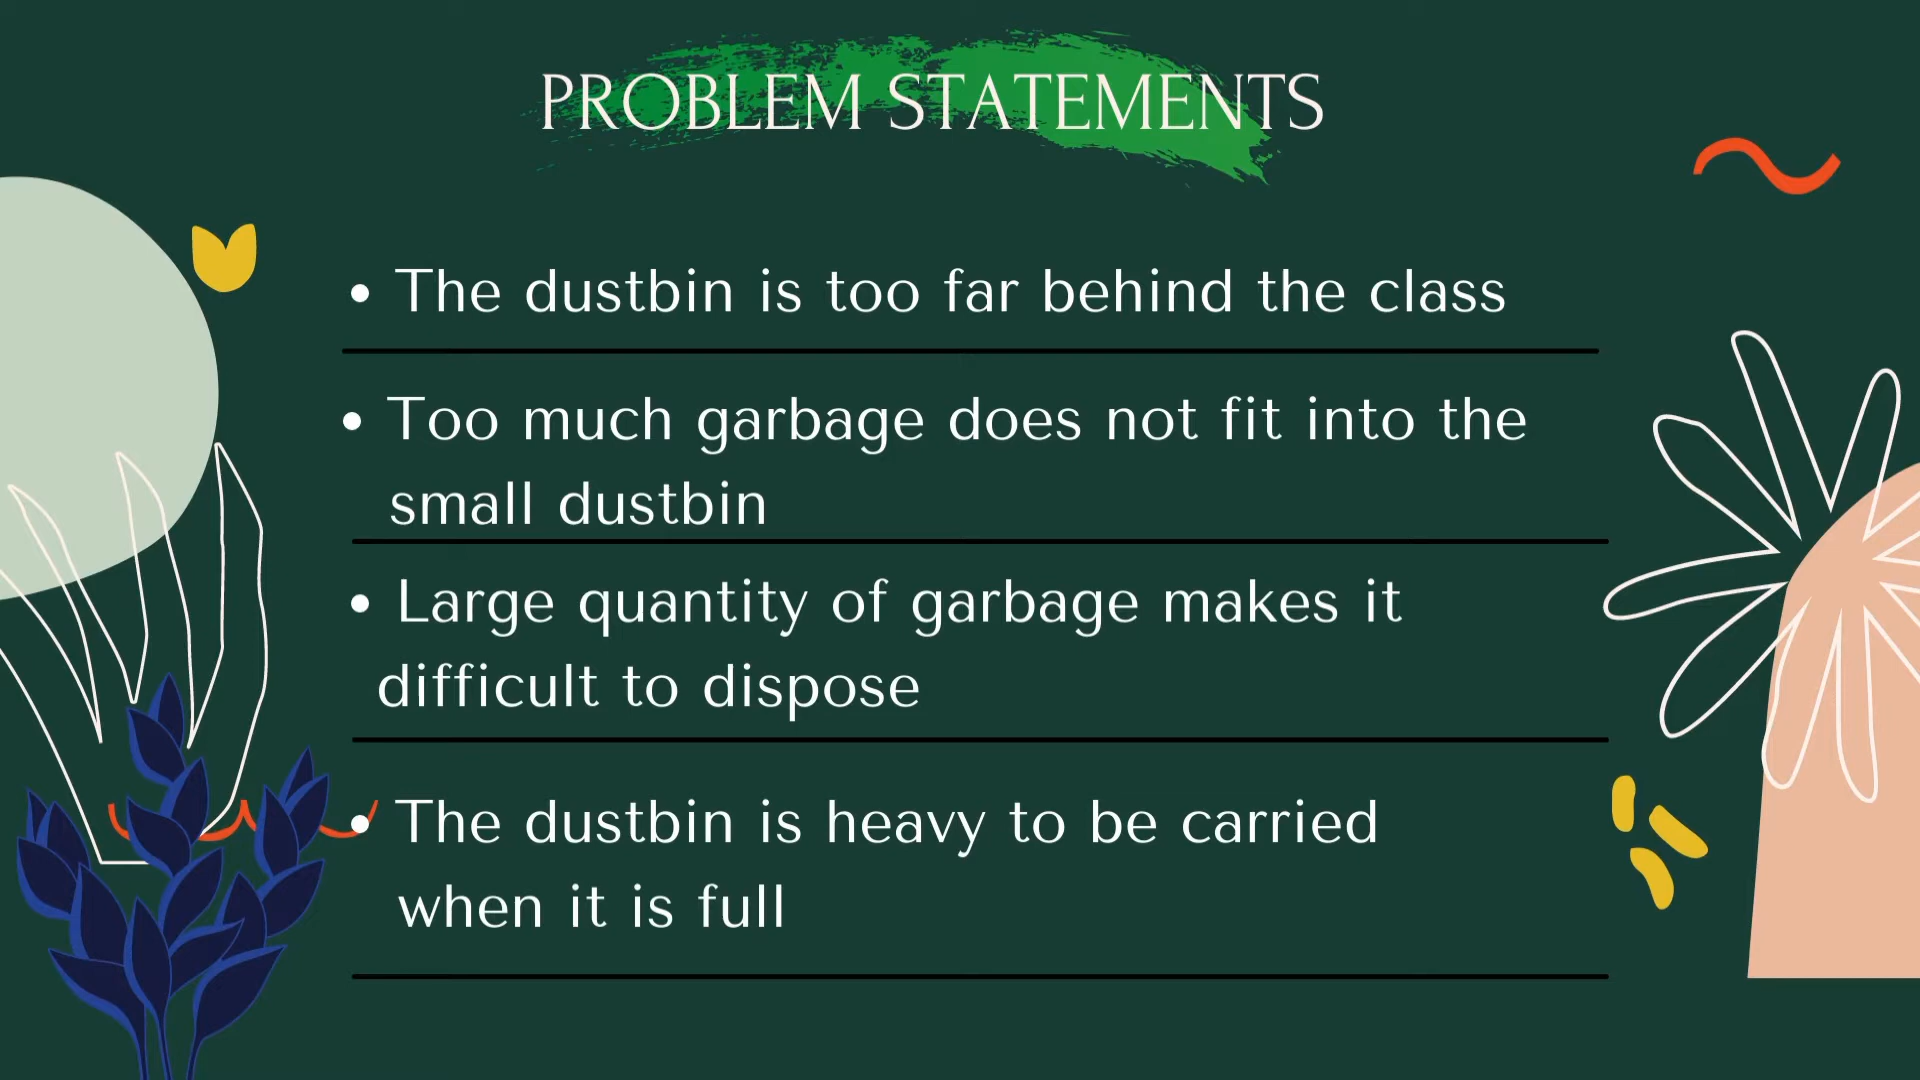 PROBLEM STATEMENTS
• The dustbin is too far behind the class
• Too much garbage does not fit into the
small dustbin
• Large quantity of garbage makes it
difficult to dispose
• The dustbin is heavy to be carried
when it is full